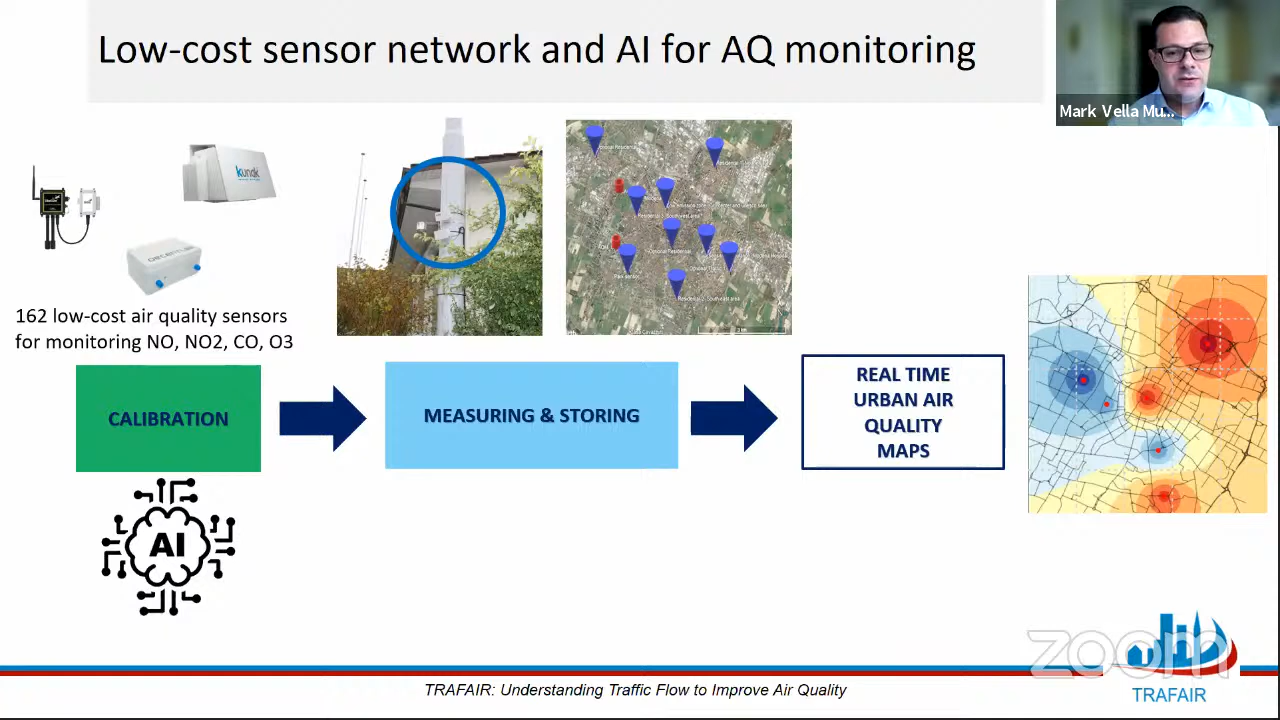 Low-cost sensor network and AI for AQ monitoring
Mark Vella Mu...
kunak
DECENTLAB
162 low-cost air quality sensors
for monitoring NO, NO2, CO, O3
CALIBRATION
MEASURING & STORING
REAL TIME
URBAN AIR
QUALITY
MAPS
AI
zoom
TRAFAIR: Understanding Traffic Flow to Improve Air Quality
TRAFAIR